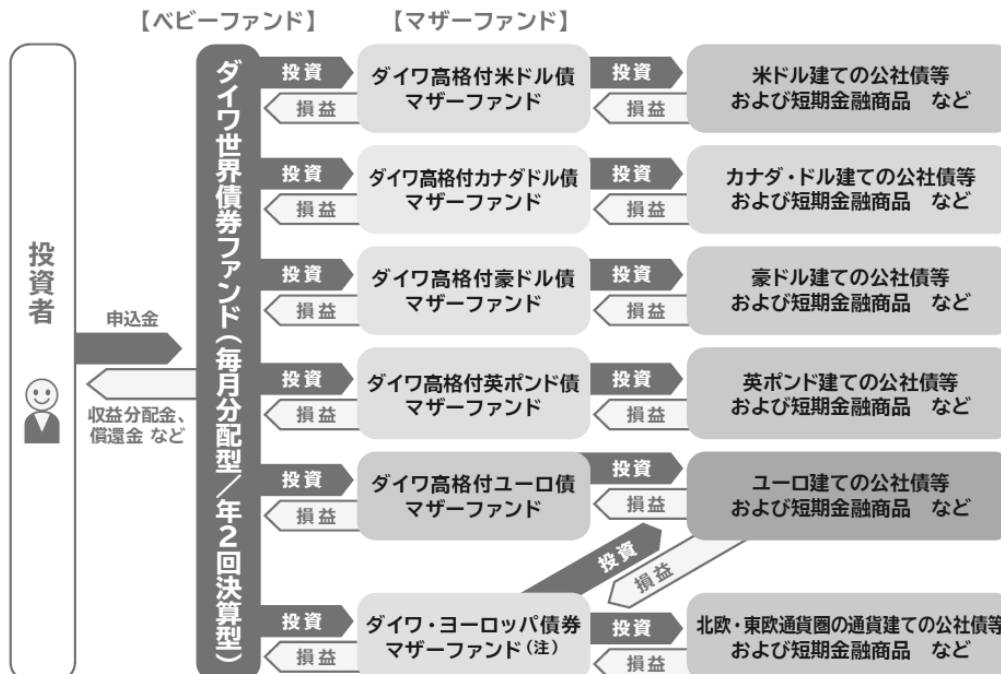 【ベビーファンド】
【マザーファンド】
投資者
申込金
収益分配金、
償還金 など
ダイワ世界債券ファンド（毎月分配型／年２回決算型）
投資
損益
ダイワ高格付米ドル債
マザーファンド
投資
損益
米ドル建ての公社債等
および短期金融商品　など
投資
損益
ダイワ高格付カナダドル債
マザーファンド
投資
損益
カナダ・ドル建ての公社債等
および短期金融商品　など
投資
損益
ダイワ高格付豪ドル債
マザーファンド
投資
損益
豪ドル建ての公社債等
および短期金融商品　など
投資
損益
ダイワ高格付英ポンド債
マザーファンド
投資
損益
英ポンド建ての公社債等
および短期金融商品　など
投資
損益
ダイワ高格付ユーロ債
マザーファンド
投資
損益
ユーロ建ての公社債等
および短期金融商品　など
投資
損益
投資
損益
ダイワ・ヨーロッパ債券
マザーファンド（注）
投資
損益
北欧・東欧通貨圏の通貨建ての公社債等
および短期金融商品　など